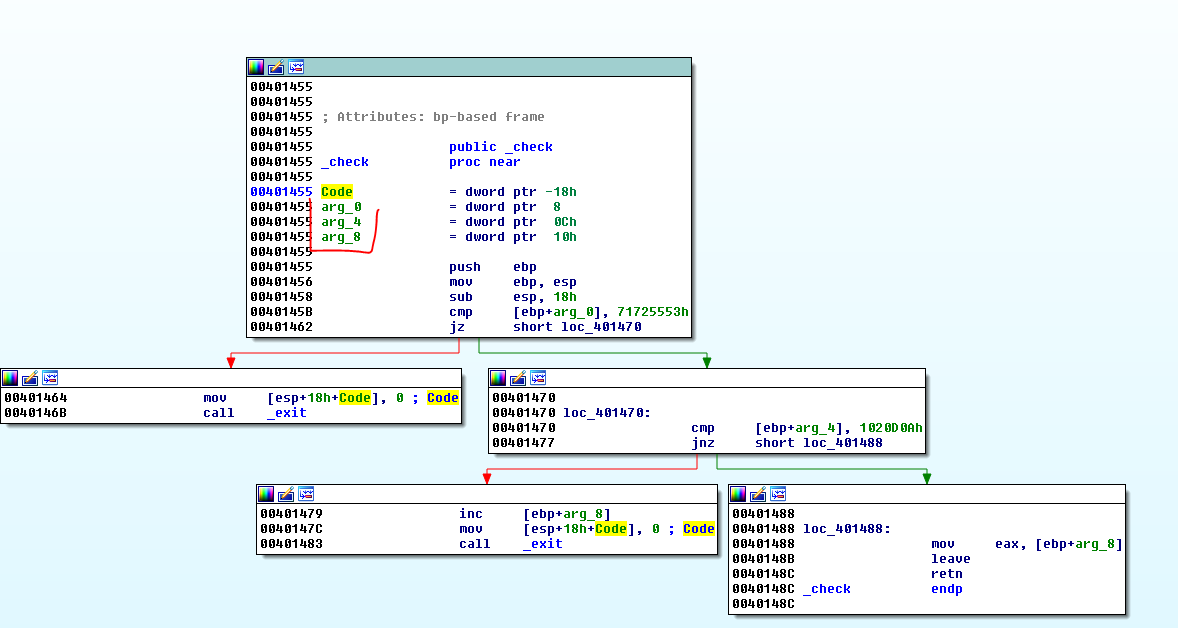 00401455
00401455
00401455 ; Attributes: bp-based frame
00401455
00401455 public _check
00401455 _check proc near
00401455
00401455 Code = dword ptr -18h
00401455 arg_0 = dword ptr 8
00401455 arg_4 = dword ptr 0Ch
00401455 arg_8 = dword ptr 10h
00401455
00401455 push ebp
00401456 mov ebp, esp
00401458 sub esp, 18h
0040145B cmp [ebp+arg_0], 71725553h
00401462 jz short loc_401470
00401464 mov [esp+18h+Code], 0 ; Code
0040146B call _exit
00401470
00401470 loc_401470:
00401470 cmp [ebp+arg_4], 1020D0Ah
00401477 jnz short loc_401488
00401479 inc [ebp+arg_8]
0040147C mov [esp+18h+Code], 0 ; Code
00401483 call _exit
00401488
00401488 loc_401488:
00401488 mov eax, [ebp+arg_8]
0040148B leave
0040148C retn
0040148C _check endp
0040148C